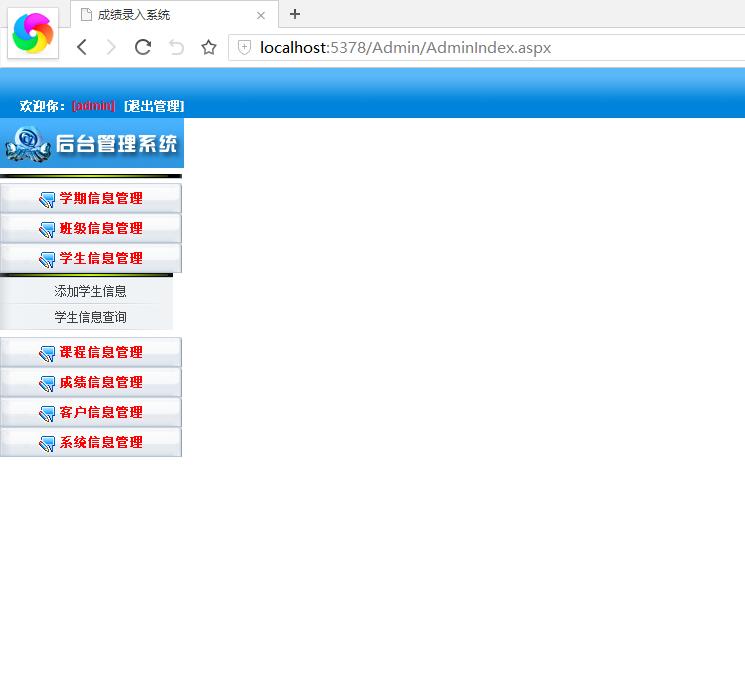 成绩录入系统
localhost:5378/Admin/AdminIndex.aspx
欢迎你：[admin] [退出管理]
后台管理系统
学期信息管理
班级信息管理
学生信息管理
添加学生信息
学生信息查询
课程信息管理
成绩信息管理
客户信息管理
系统信息管理